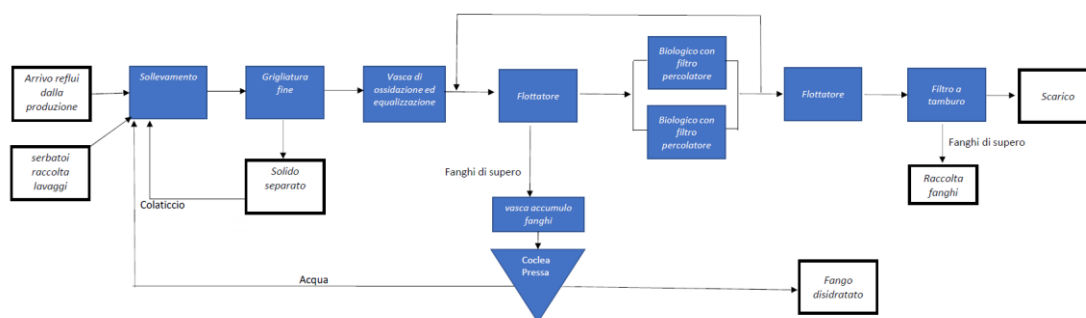 Arrivo reflui
dalla
produzione
serbatoi
raccolta
lavaggi
Sollevamento
Grigliatura
fine
Solido
separato
Colaticcio
Vasca di
ossidazione ed
equalizzazione
Flottatore
Fanghi di supero
vasca accumulo
fanghi
Coclea
Pressa
Acqua
Biologico con
filtro
percolatore
Biologico con
filtro
percolatore
Flottatore
Filtro a
tamburo
Scarico
Fanghi di supero
Raccolta
fanghi
Fango
disidratato